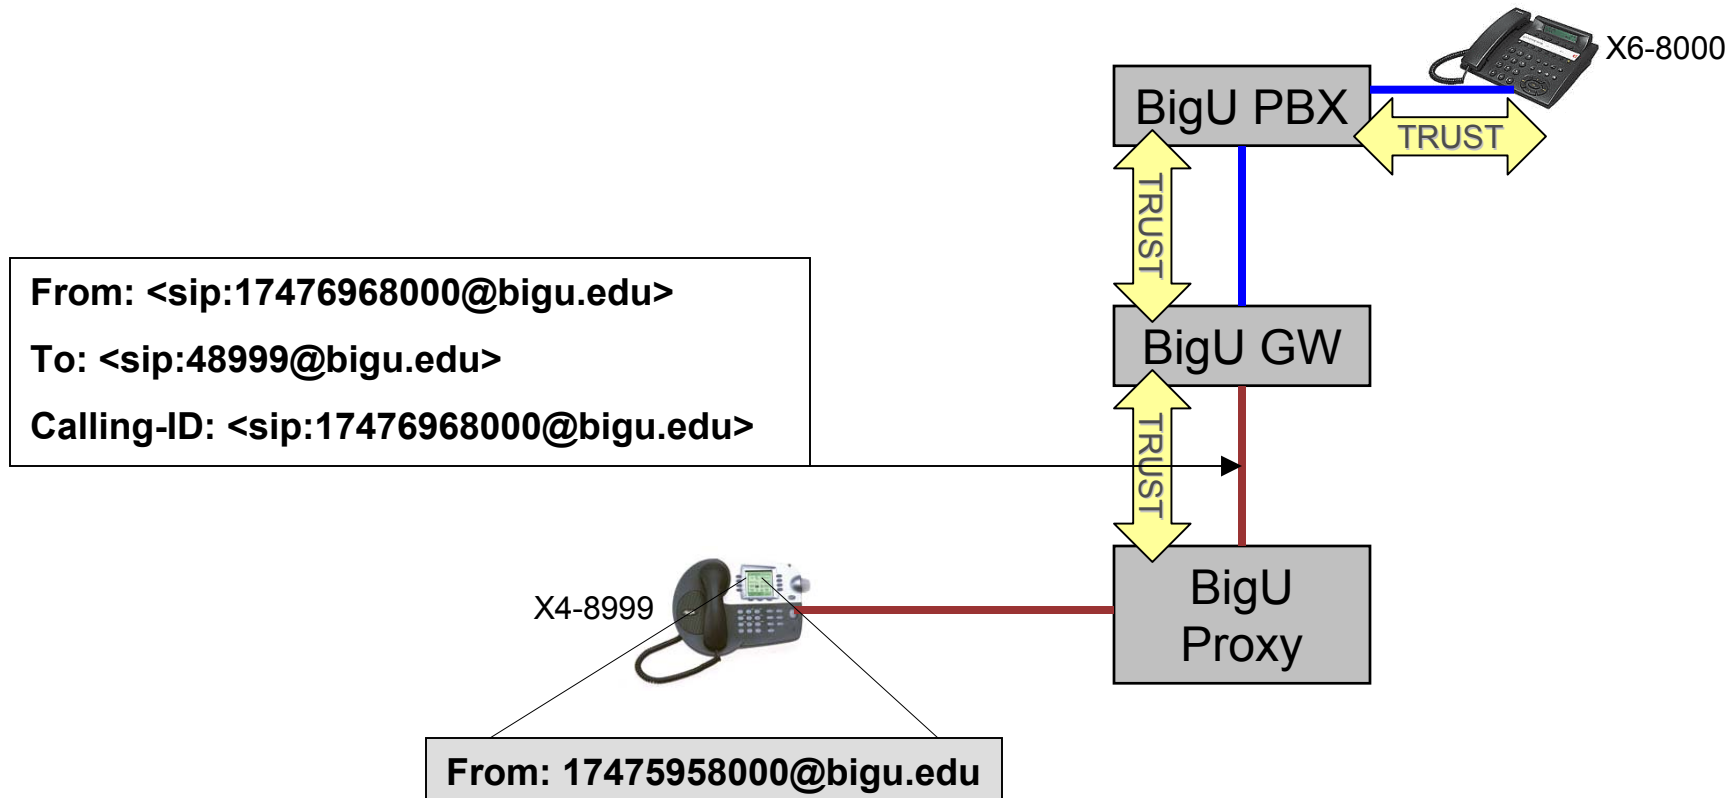 X6-8000
BigU PBX
TRUST
TRUST
From: <sip:17476968000@bigu.edu>
To: <sip:48999@bigu.edu>
Calling-ID: <sip:17476968000@bigu.edu>
BigU GW
TRUST
X4-8999
BigU
Proxy
From: 17475958000@bigu.edu